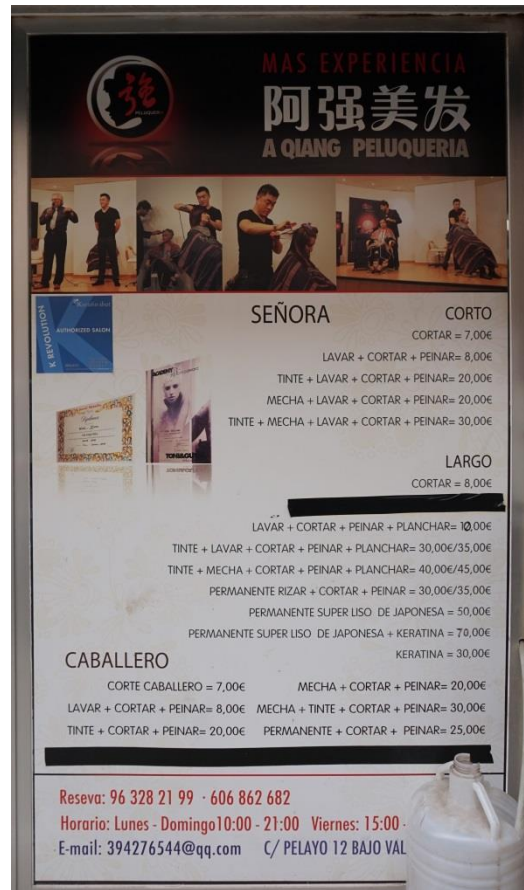 强
PELUQUERIA
MAS EXPERIENCIA
阿强美发
A QIANG PELUQUERIA
K REVOLUTION
AUTHORIZED SALON
ACADEMY
TONI&GUY
SEÑORA
CORTO
CORTAR = 7,00€
LAVAR + CORTAR + PEINAR= 8,00€
TINTE + LAVAR + CORTAR + PEINAR= 20,00€
MECHA + LAVAR + CORTAR + PEINAR= 20,00€
TINTE + MECHA + LAVAR + CORTAR + PEINAR= 30,00€
LARGO
CORTAR = 8,00€
LAVAR + CORTAR + PEINAR + PLANCHAR= 10,00€
TINTE + LAVAR + CORTAR + PEINAR + PLANCHAR= 30,00€/35,00€
TINTE + MECHA + CORTAR + PEINAR + PLANCHAR= 40,00€/45,00€
PERMANENTE RIZAR + CORTAR + PEINAR = 30,00€/35,00€
PERMANENTE SUPER LISO DE JAPONESA = 50,00€
PERMANENTE SUPER LISO DE JAPONESA + KERATINA = 70,00€
KERATINA = 30,00€
CABALLERO
CORTE CABALLERO = 7,00€
LAVAR + CORTAR + PEINAR= 8,00€
TINTE + CORTAR + PEINAR= 20,00€
MECHA + CORTAR + PEINAR= 20,00€
MECHA + TINTE + CORTAR + PEINAR= 30,00€
PERMANENTE + CORTAR + PEINAR= 25,00€
Reseva: 96 328 21 99 · 606 862 682
Horario: Lunes - Domingo10:00 - 21:00 Viernes: 15:00 -
E-mail: 394276544@qq.com C/ PELAYO 12 BAJO VAL